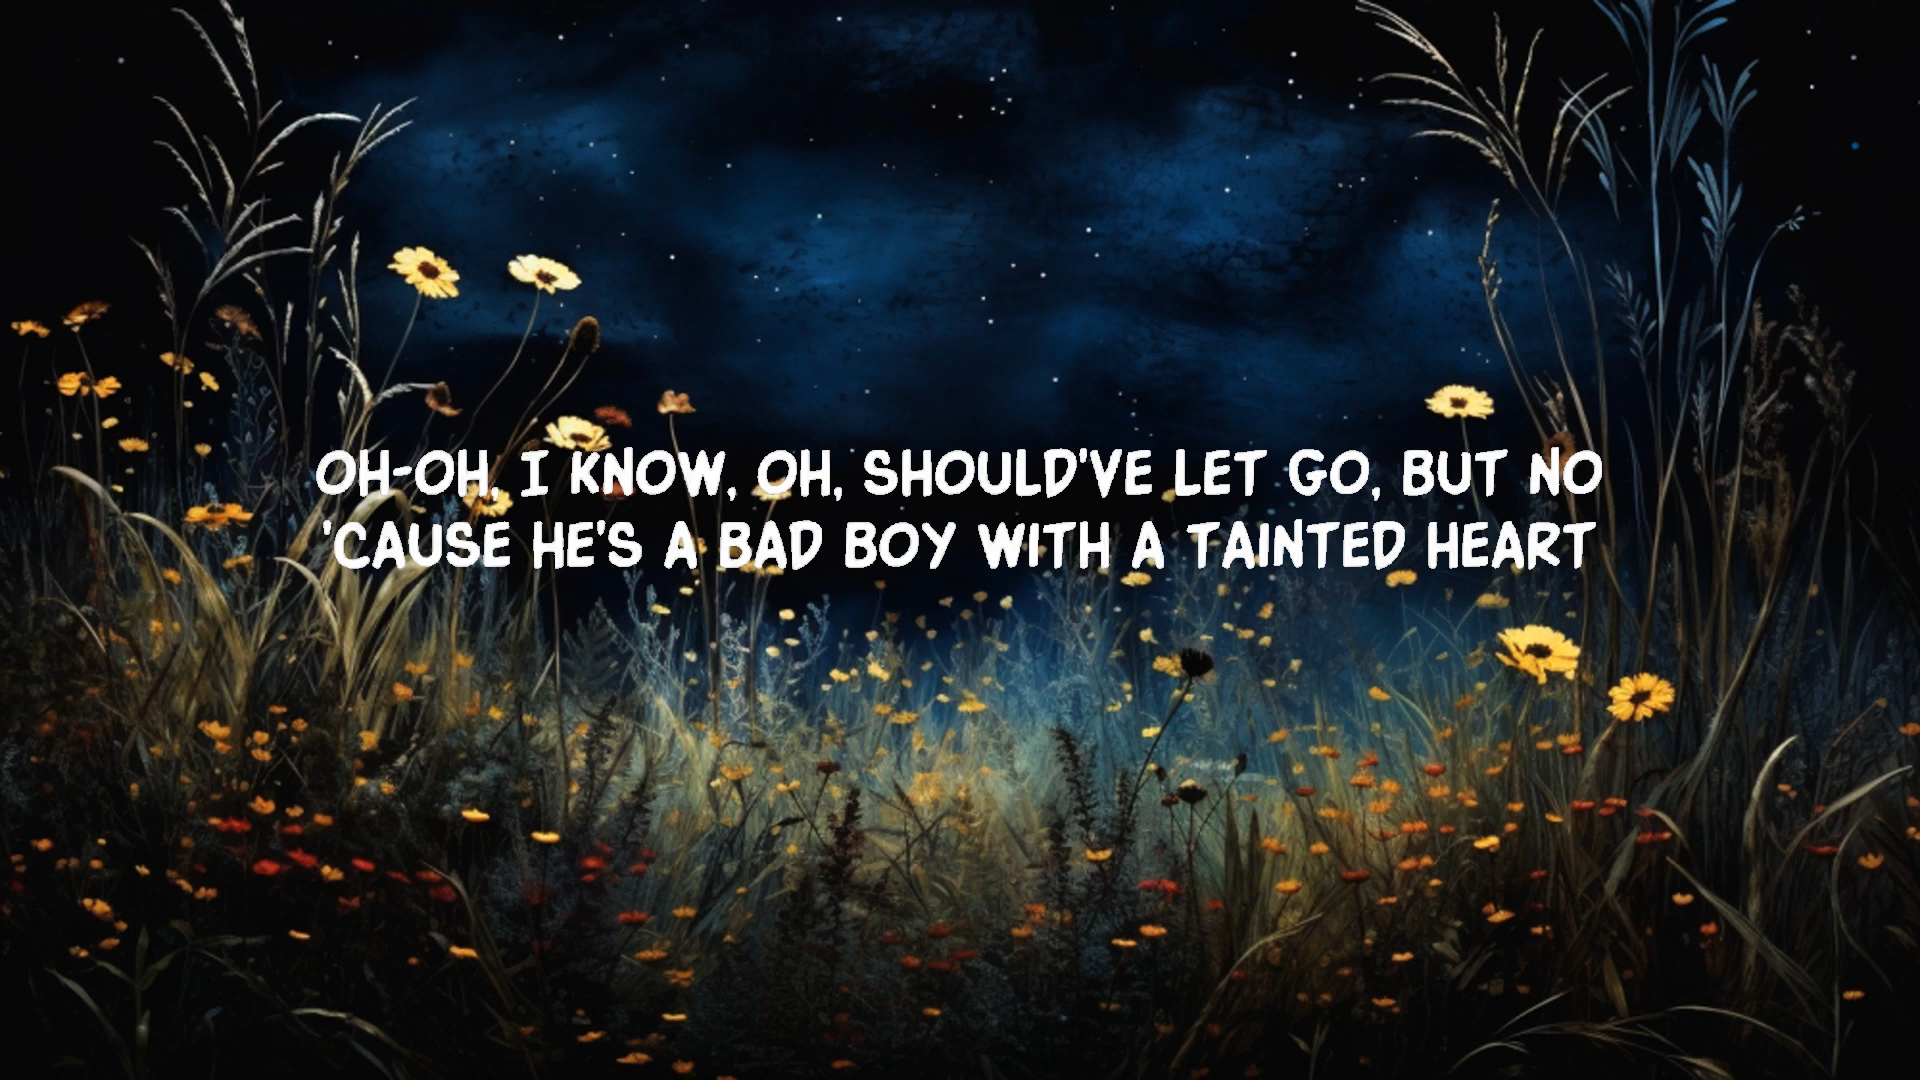 OH-OH, I KNOW, OH, SHOULD'VE LET GO, BUT NO
'CAUSE HE'S A BAD BOY WITH A TAINTED HEART